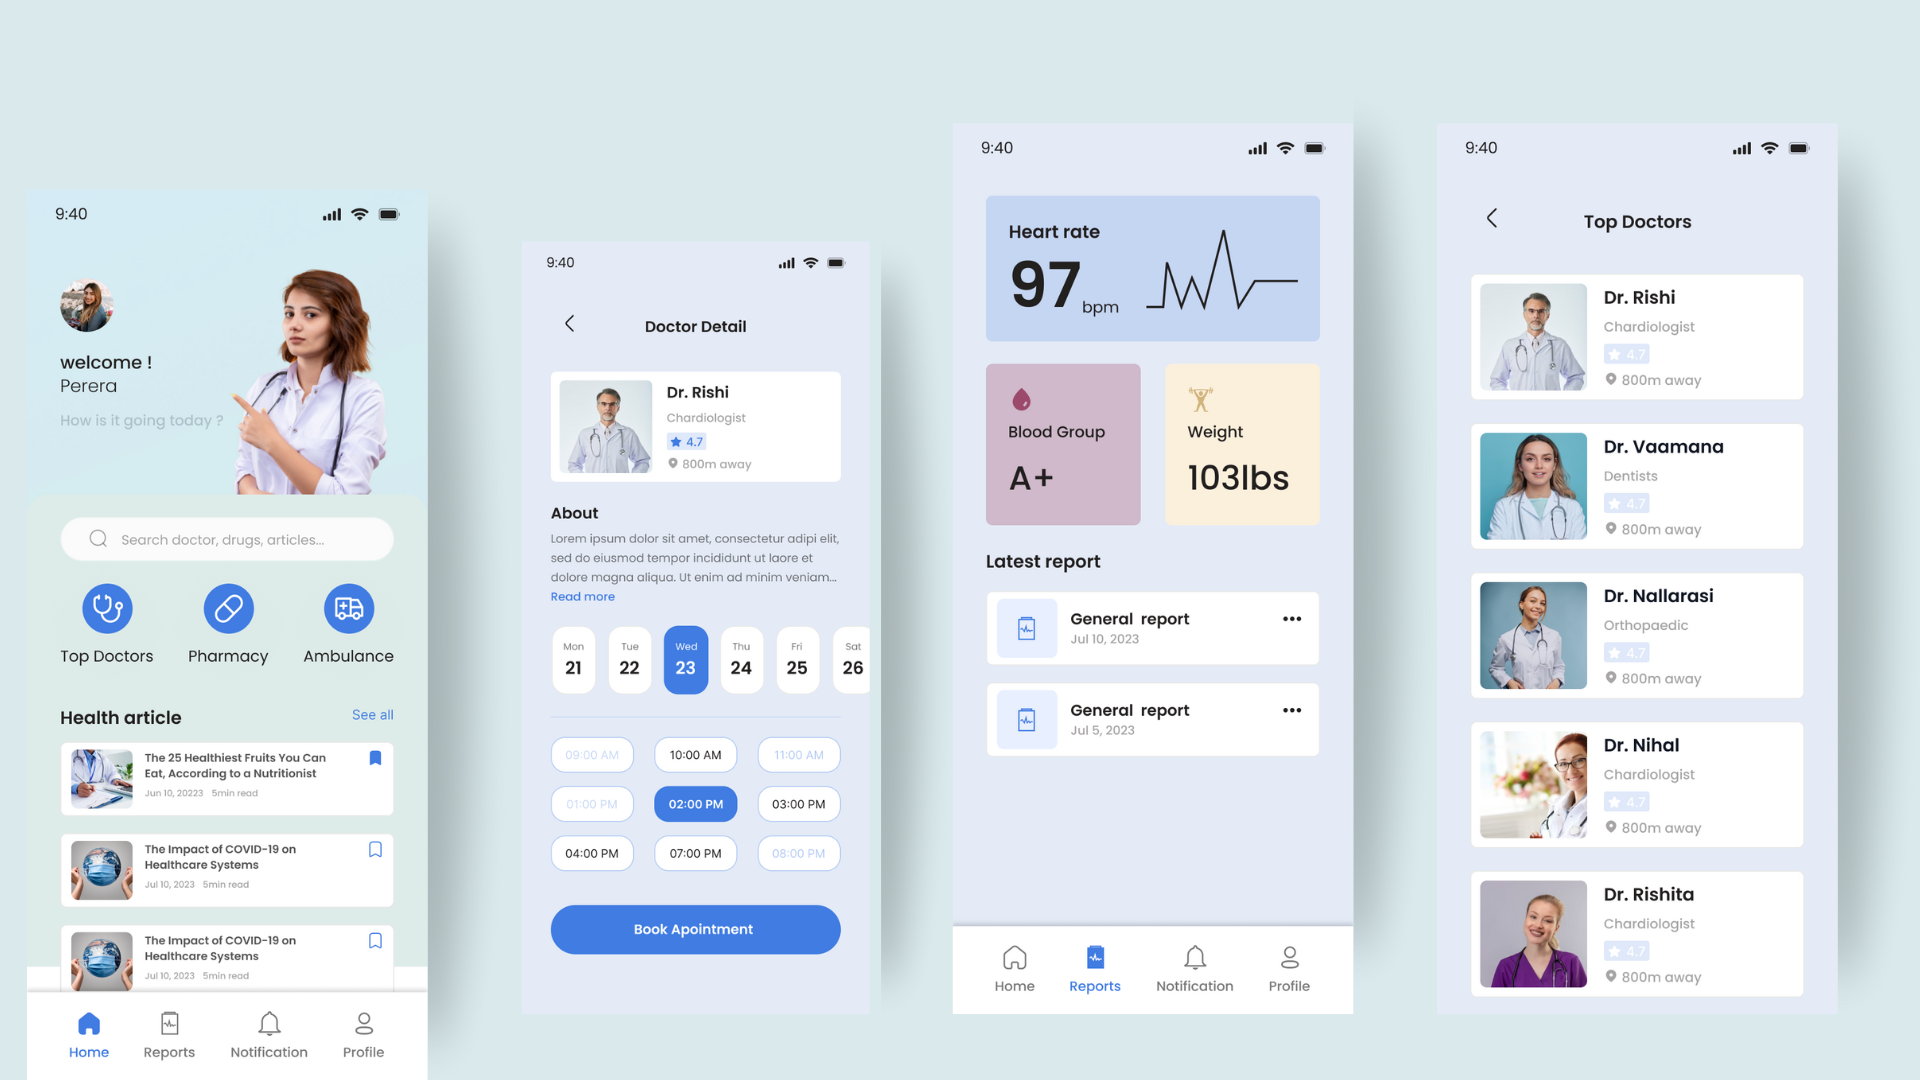 9:40
welcome !
Perera
How is it going today ?
Search doctor, drugs, articles...
Top Doctors
Pharmacy
Ambulance
Health article
See all
The 25 Healthiest Fruits You Can
Eat, According to a Nutritionist
Jun 10, 20223 5min read
The Impact of COVID-19 on
Healthcare Systems
Jul 10, 2023 5min read
The Impact of COVID-19 on
Healthcare Systems
Jul 10, 2023 5min read
Home
Reports
Notification
Profile
9:40
Doctor Detail
Dr. Rishi
Chardiologist
4.7
800m away
About
Lorem ipsum dolor sit amet, consectetur adipi elit,
sed do eiusmod tempor incididunt ut laore et
dolore magna aliqua. Ut enim ad minim veniam...
Read more
Mon Tue Wed Thu Fri Sat
21 22 23 24 25 26
09:00 AM 10:00 AM 11:00 AM
01:00 PM 02:00 PM 03:00 PM
04:00 PM 07:00 PM 08:00 PM
Book Apointment
9:40
Heart rate
97 bpm
Blood Group
A+
Weight
103lbs
Latest report
General report
Jul 10, 2023
General report
Jul 5, 2023
Home
Reports
Notification
Profile
9:40
Top Doctors
Dr. Rishi
Chardiologist
4.7
800m away
Dr. Vaamana
Dentists
4.7
800m away
Dr. Nallarasi
Orthopaedic
4.7
800m away
Dr. Nihal
Chardiologist
4.7
800m away
Dr. Rishita
Chardiologist
4.7
800m away